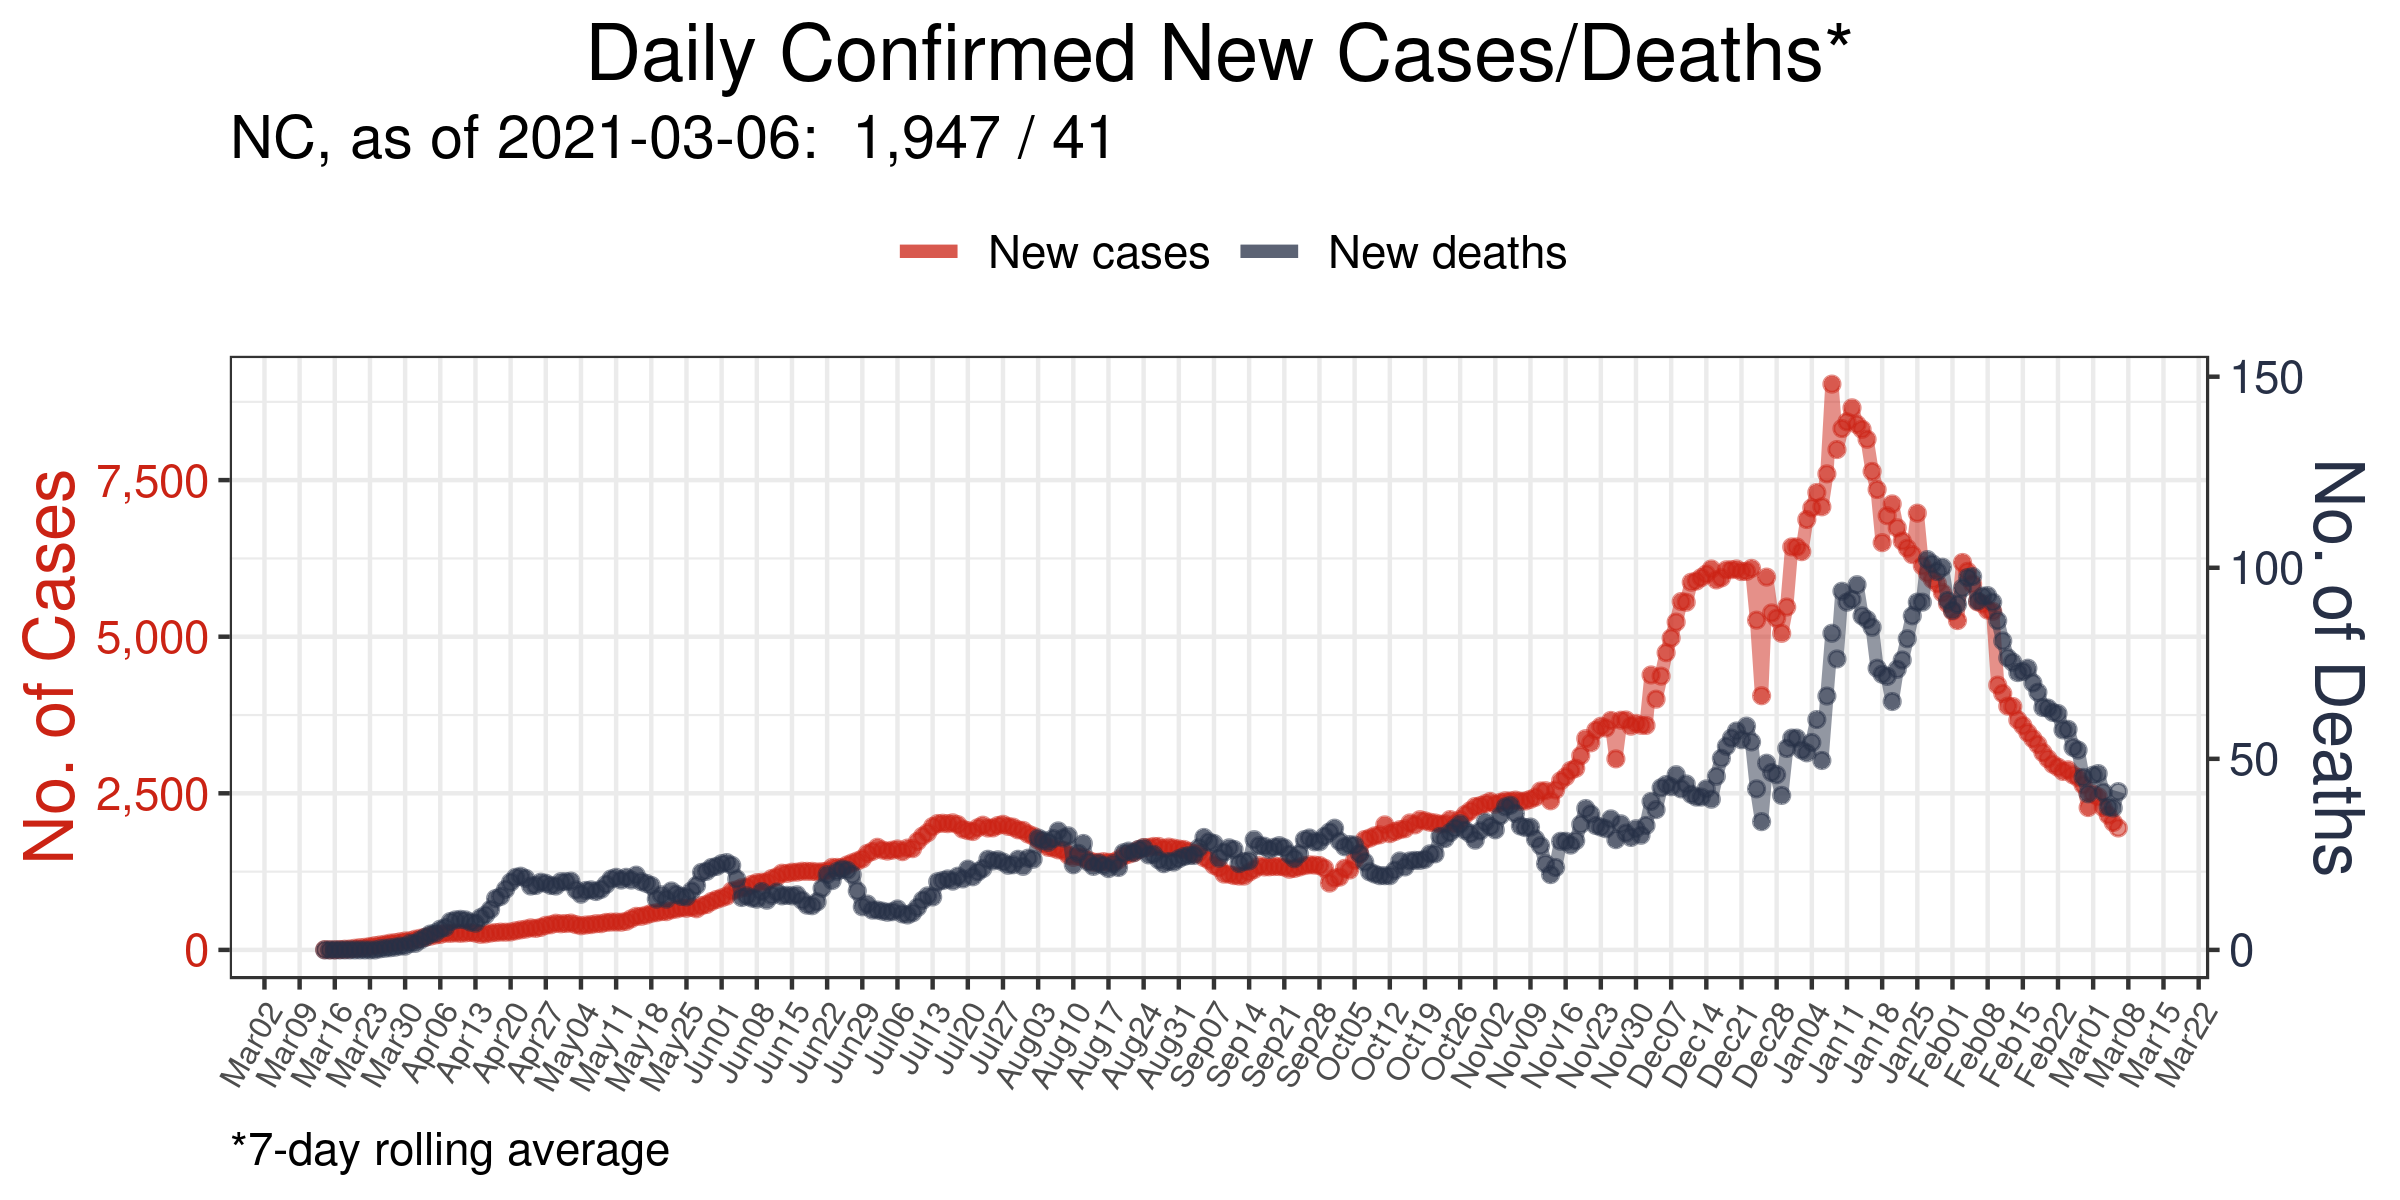 Daily Confirmed New Cases/Deaths*
NC, as of 2021-03-06:  1,947 / 41
New cases
New deaths
No. of Cases
7,500
5,000
2,500
0
150
100
50
0
No. of Deaths
Mar02
Mar09
Mar16
Mar23
Mar30
Apr06
Apr13
Apr20
Apr27
May04
May11
May18
May25
Jun01
Jun08
Jun15
Jun22
Jun29
Jul06
Jul13
Jul20
Jul27
Aug03
Aug10
Aug17
Aug24
Aug31
Sep07
Sep14
Sep21
Sep28
Oct05
Oct12
Oct19
Oct26
Nov02
Nov09
Nov16
Nov23
Nov30
Dec07
Dec14
Dec21
Dec28
Jan04
Jan11
Jan18
Jan25
Feb01
Feb08
Feb15
Feb22
Mar01
Mar08
Mar15
Mar22
*7-day rolling average